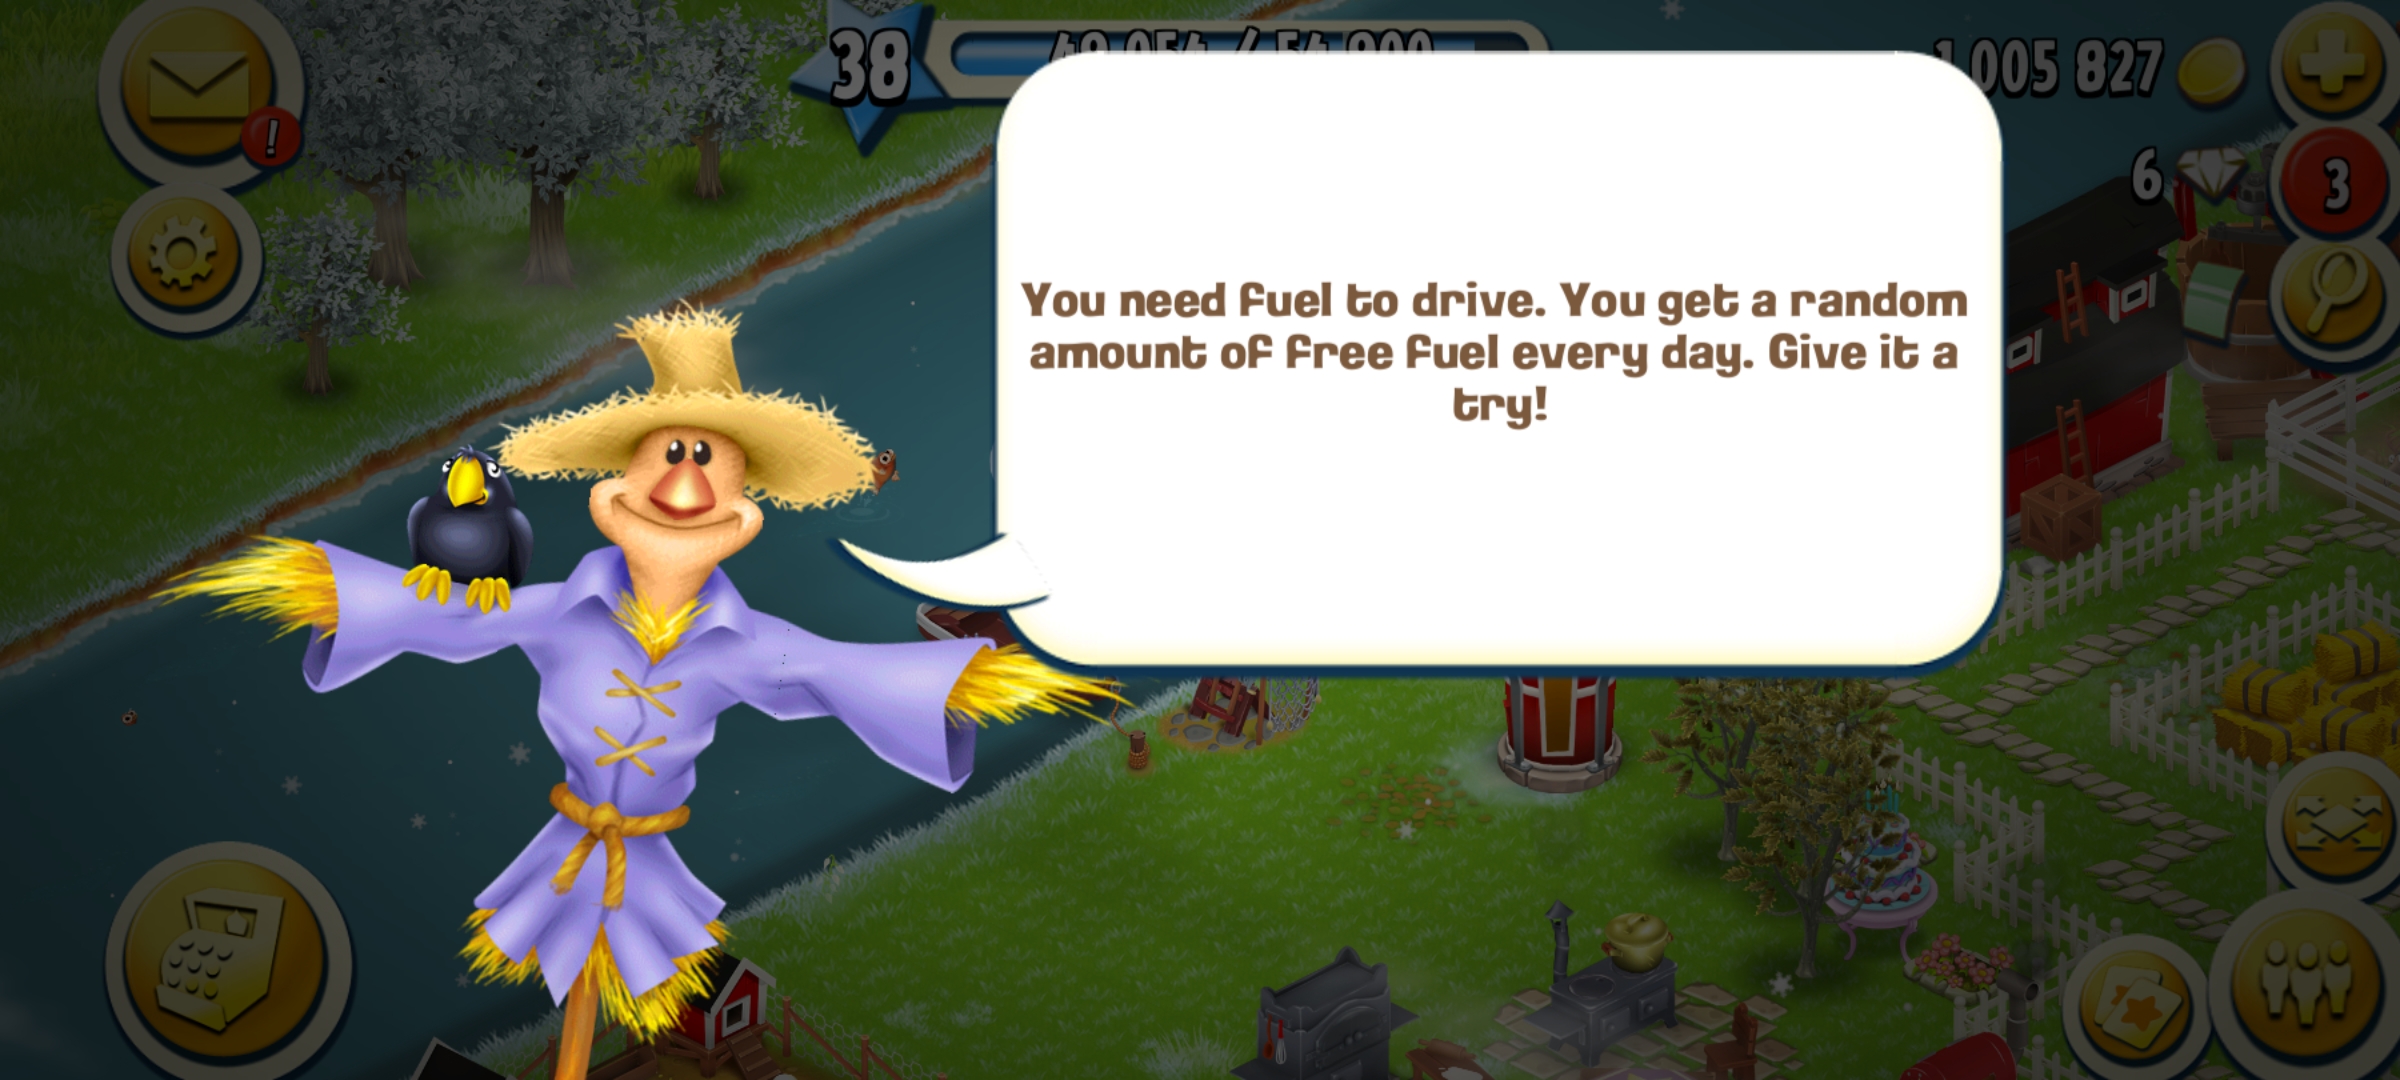 38
1 005 827
6
3
!
You need fuel to drive. You get a random
amount of free fuel every day. Give it a
try!